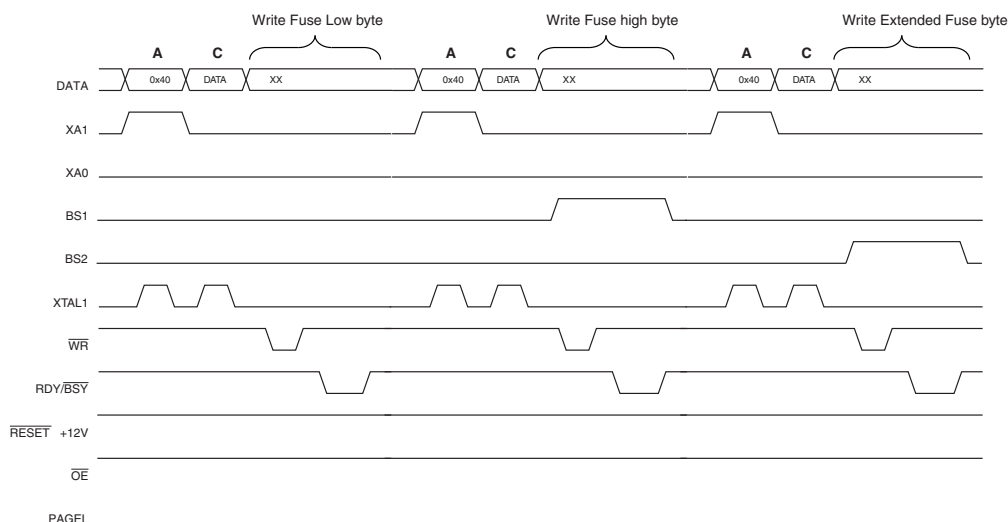 Write Fuse Low byte Write Fuse high byte Write Extended Fuse byte
A C A C A C
DATA 0x40 DATA XX 0x40 DATA XX 0x40 DATA XX
XA1
XA0
BS1
BS2
XTAL1
WR
RDY/BSY
RESET +12V
OE
PAGEL